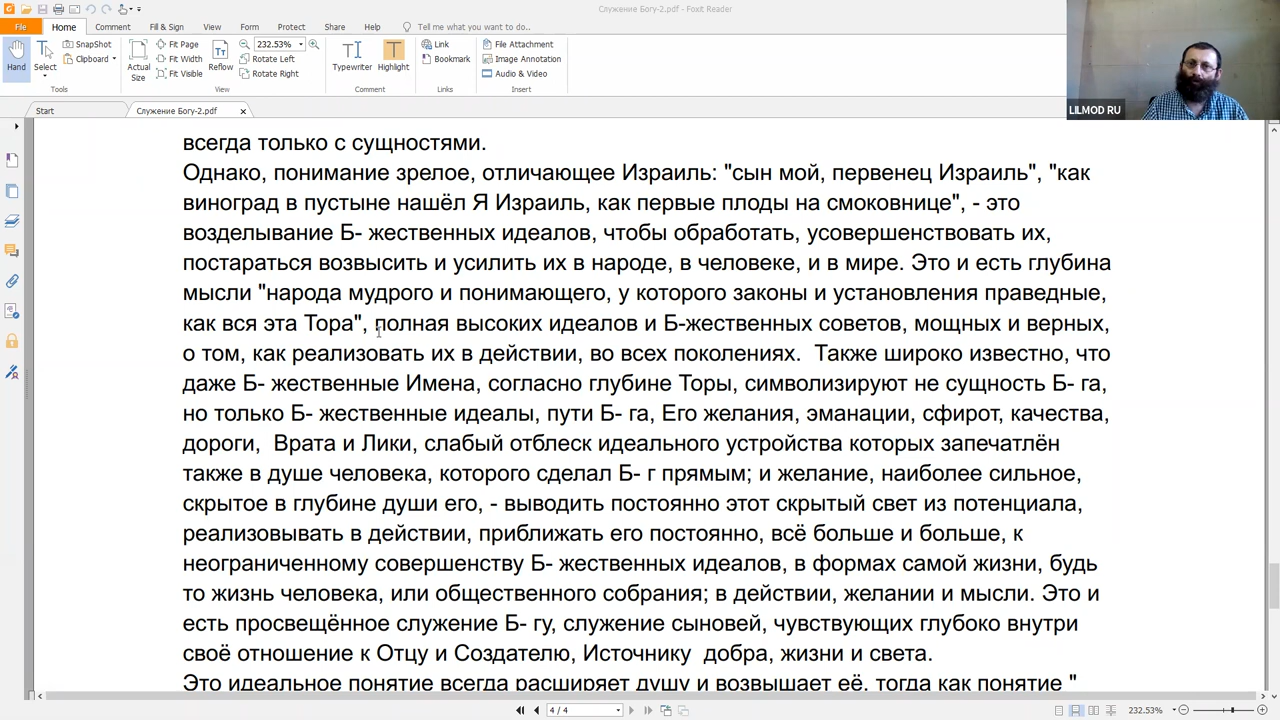 Служение Богу-2.pdf - Foxit Reader
File Home Comment Fill & Sign View Form Protect Share Help Tell me what you want to do..
Hand
Select
SnapShot
Clipboard
Tools
Actual Size
Fit Page
Fit Width
Fit Visible
Reflow
232.53%
Rotate Left
Rotate Right
View
Typewriter
Highlight
Comment
Link
Bookmark
Links
File Attachment
Image Annotation
Audio & Video
Insert
LILMOD RU
Start
Служение Богу-2.pdf
всегда только с сущностями.
Однако, понимание зрелое, отличающее Израиль: "сын мой, первенец Израиль", "как
виноград в пустыне нашёл Я Израиль, как первые плоды на смоковнице", - это
возделывание Б- жественных идеалов, чтобы обработать, усовершенствовать их,
постараться возвысить и усилить их в народе, в человеке, и в мире. Это и есть глубина
мысли "народа мудрого и понимающего, у которого законы и установления праведные,
как вся эта Тора", полная высоких идеалов и Б-жественных советов, мощных и верных,
о том, как реализовать их в действии, во всех поколениях.  Также широко известно, что
даже Б- жественные Имена, согласно глубине Торы, символизируют не сущность Б- га,
но только Б- жественные идеалы, пути Б- га, Его желания, эманации, сфирот, качества,
дороги,  Врата и Лики, слабый отблеск идеального устройства которых запечатлён
также в душе человека, которого сделал Б- г прямым; и желание, наиболее сильное,
скрытое в глубине души его, - выводить постоянно этот скрытый свет из потенциала,
реализовывать в действии, приближать его постоянно, всё больше и больше, к
неограниченному совершенству Б- жественных идеалов, в формах самой жизни, будь
то жизнь человека, или общественного собрания; в действии, желании и мысли. Это и
есть просвещённое служение Б- гу, служение сыновей, чувствующих глубоко внутри
своё отношение к Отцу и Создателю, Источнику  добра, жизни и света.
Это идеальное понятие всегда расширяет душу и возвышает её, тогда как понятие "
4 / 4
232.53%